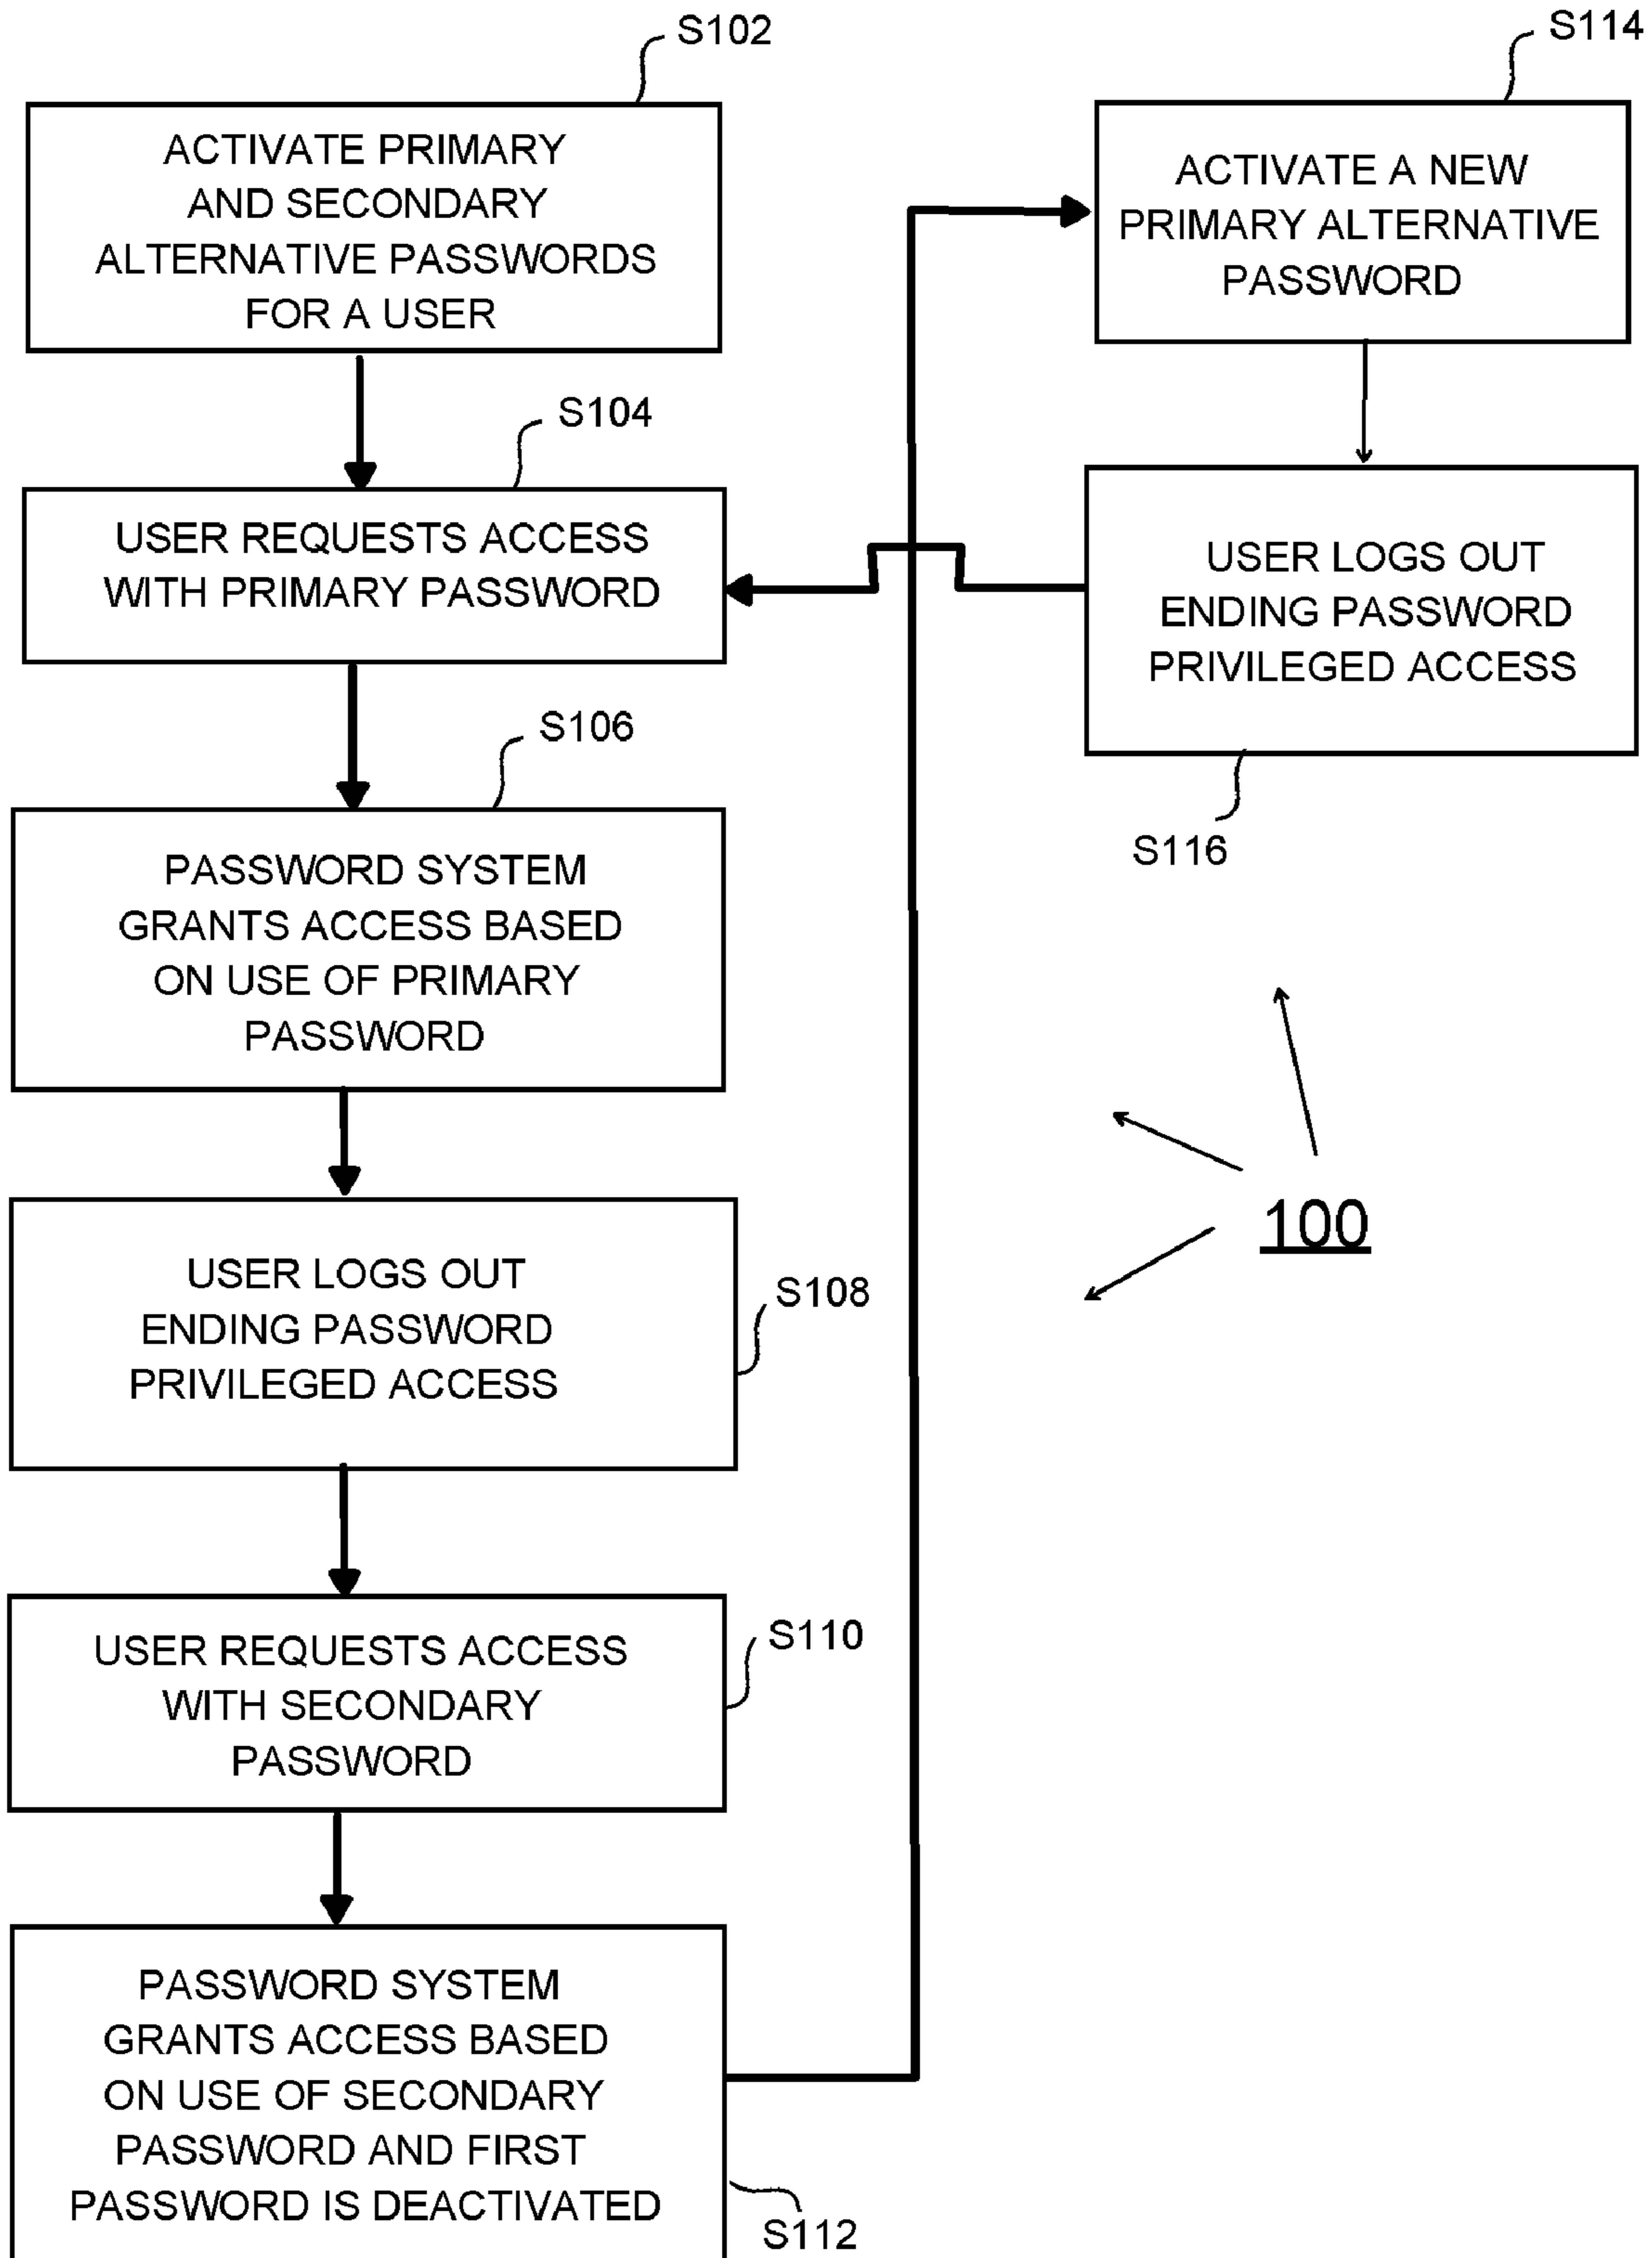 S102
ACTIVATE PRIMARY
AND SECONDARY
ALTERNATIVE PASSWORDS
FOR A USER
S104
USER REQUESTS ACCESS
WITH PRIMARY PASSWORD
S106
PASSWORD SYSTEM
GRANTS ACCESS BASED
ON USE OF PRIMARY
PASSWORD
USER LOGS OUT
ENDING PASSWORD
PRIVILEGED ACCESS
S108
USER REQUESTS ACCESS
WITH SECONDARY
PASSWORD
S110
PASSWORD SYSTEM
GRANTS ACCESS BASED
ON USE OF SECONDARY
PASSWORD AND FIRST
PASSWORD IS DEACTIVATED
S112
S114
ACTIVATE A NEW
PRIMARY ALTERNATIVE
PASSWORD
USER LOGS OUT
ENDING PASSWORD
PRIVILEGED ACCESS
S116
100